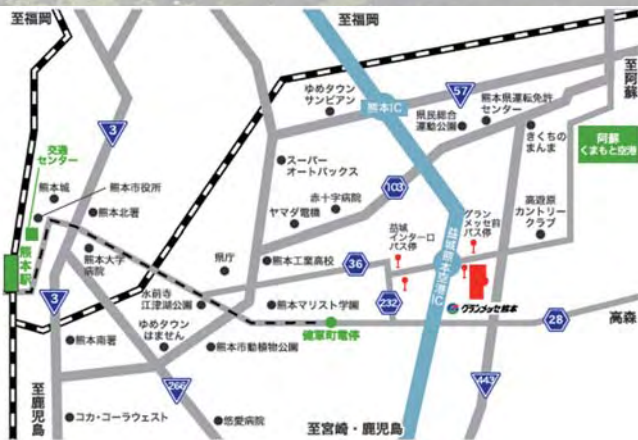 至福岡
至福岡
至阿蘇
57
ゆめタウン
サンピアン
熊本IC
県民総合
運動公園
熊本県運転免許
センター
きくちの
まんま
阿蘇
くまもと空港
3
交通
センター
熊本城
熊本市役所
熊本北署
スーパー
オートバックス
103
赤十字病院
ヤマダ電機
高遊原
カントリー
クラブ
グラン
メッセ前
バス停
益城
インター口
バス停
益城熊本空港IC
熊本駅
熊本大学
病院
県庁
熊本工業高校
36
水前寺
江津湖公園
熊本マリスト学園
232
グランメッセ熊本
3
ゆめタウン
はません
健軍町電停
28
高森
熊本南署
熊本市動植物公園
至鹿児島
266
443
コカ・コーラウェスト
悠愛病院
至宮崎・鹿児島